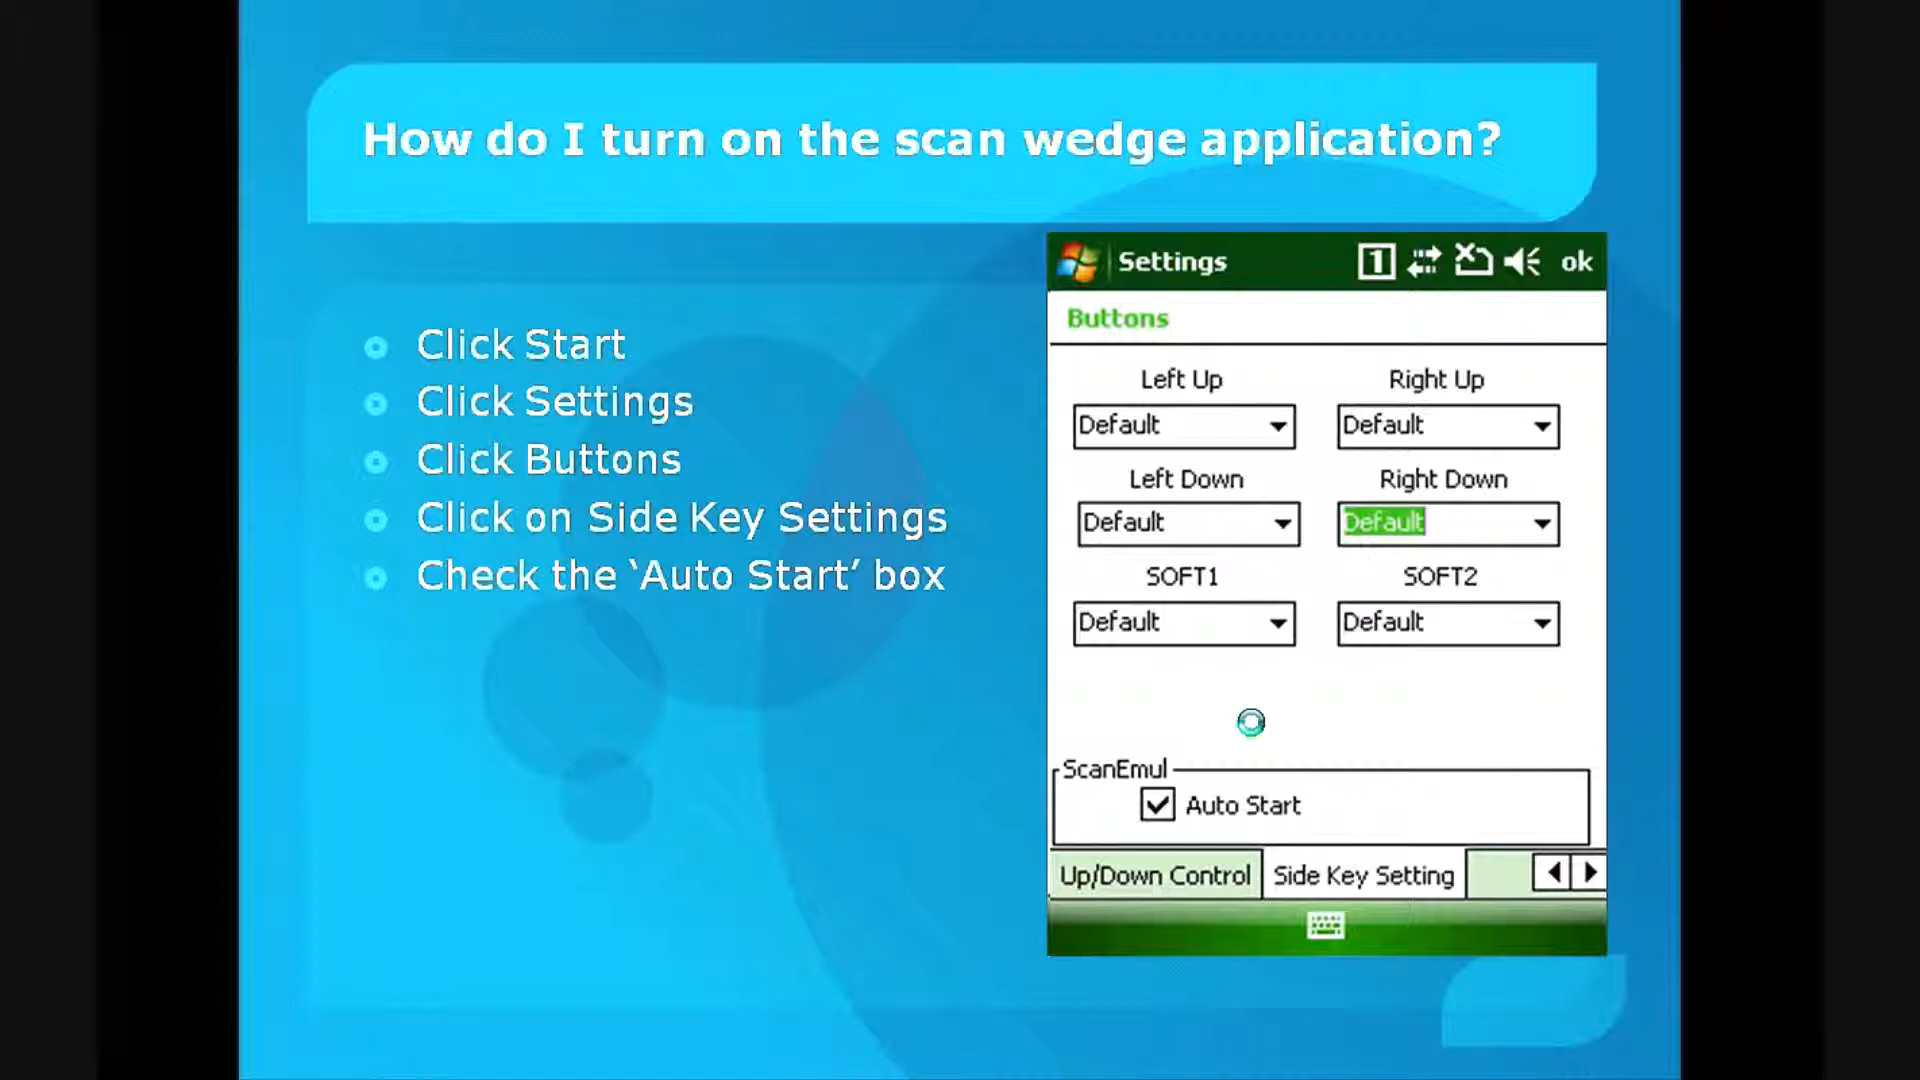 How do I turn on the scan wedge application?
Click Start
Click Settings
Click Buttons
Click on Side Key Settings
Check the ‘Auto Start’ box
Settings 1 ok
Buttons
Left Up Right Up
Default Default
Left Down Right Down
Default Default
SOFT1 SOFT2
Default Default
ScanEmul
Auto Start
Up/Down Control Side Key Setting